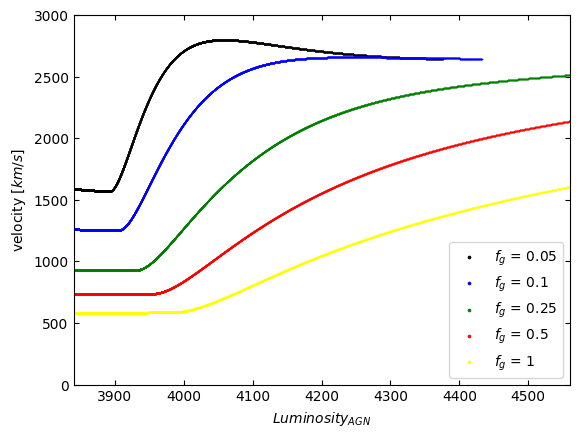 3000
2500
2000
1500
1000
500
0
velocity [km/s]
3900 4000 4100 4200 4300 4400 4500
Luminosity_AGN
f_g = 0.05
f_g = 0.1
f_g = 0.25
f_g = 0.5
f_g = 1